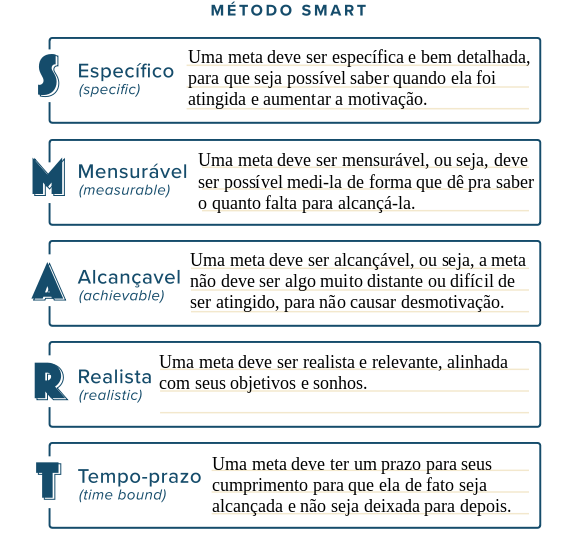 MÉTODO SMART
S
Específico
(specific)
Uma meta deve ser específica e bem detalhada,
para que seja possível saber quando ela foi
atingida e aumentar a motivação.
M
Mensurável
(measurable)
Uma meta deve ser mensurável, ou seja, deve
ser possível medi-la de forma que dê pra saber
o quanto falta para alcançá-la.
A
Alcançavel
(achievable)
Uma meta deve ser alcançável, ou seja, a meta
não deve ser algo muito distante ou difícil de
ser atingido, para não causar desmotivação.
R
Realista
(realistic)
Uma meta deve ser realista e relevante, alinhada
com seus objetivos e sonhos.
T
Tempo-prazo
(time bound)
Uma meta deve ter um prazo para seus
cumprimento para que ela de fato seja
alcançada e não seja deixada para depois.